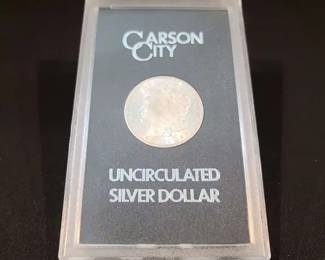 CARSON
CITY
UNCIRCULATED
SILVER DOLLAR